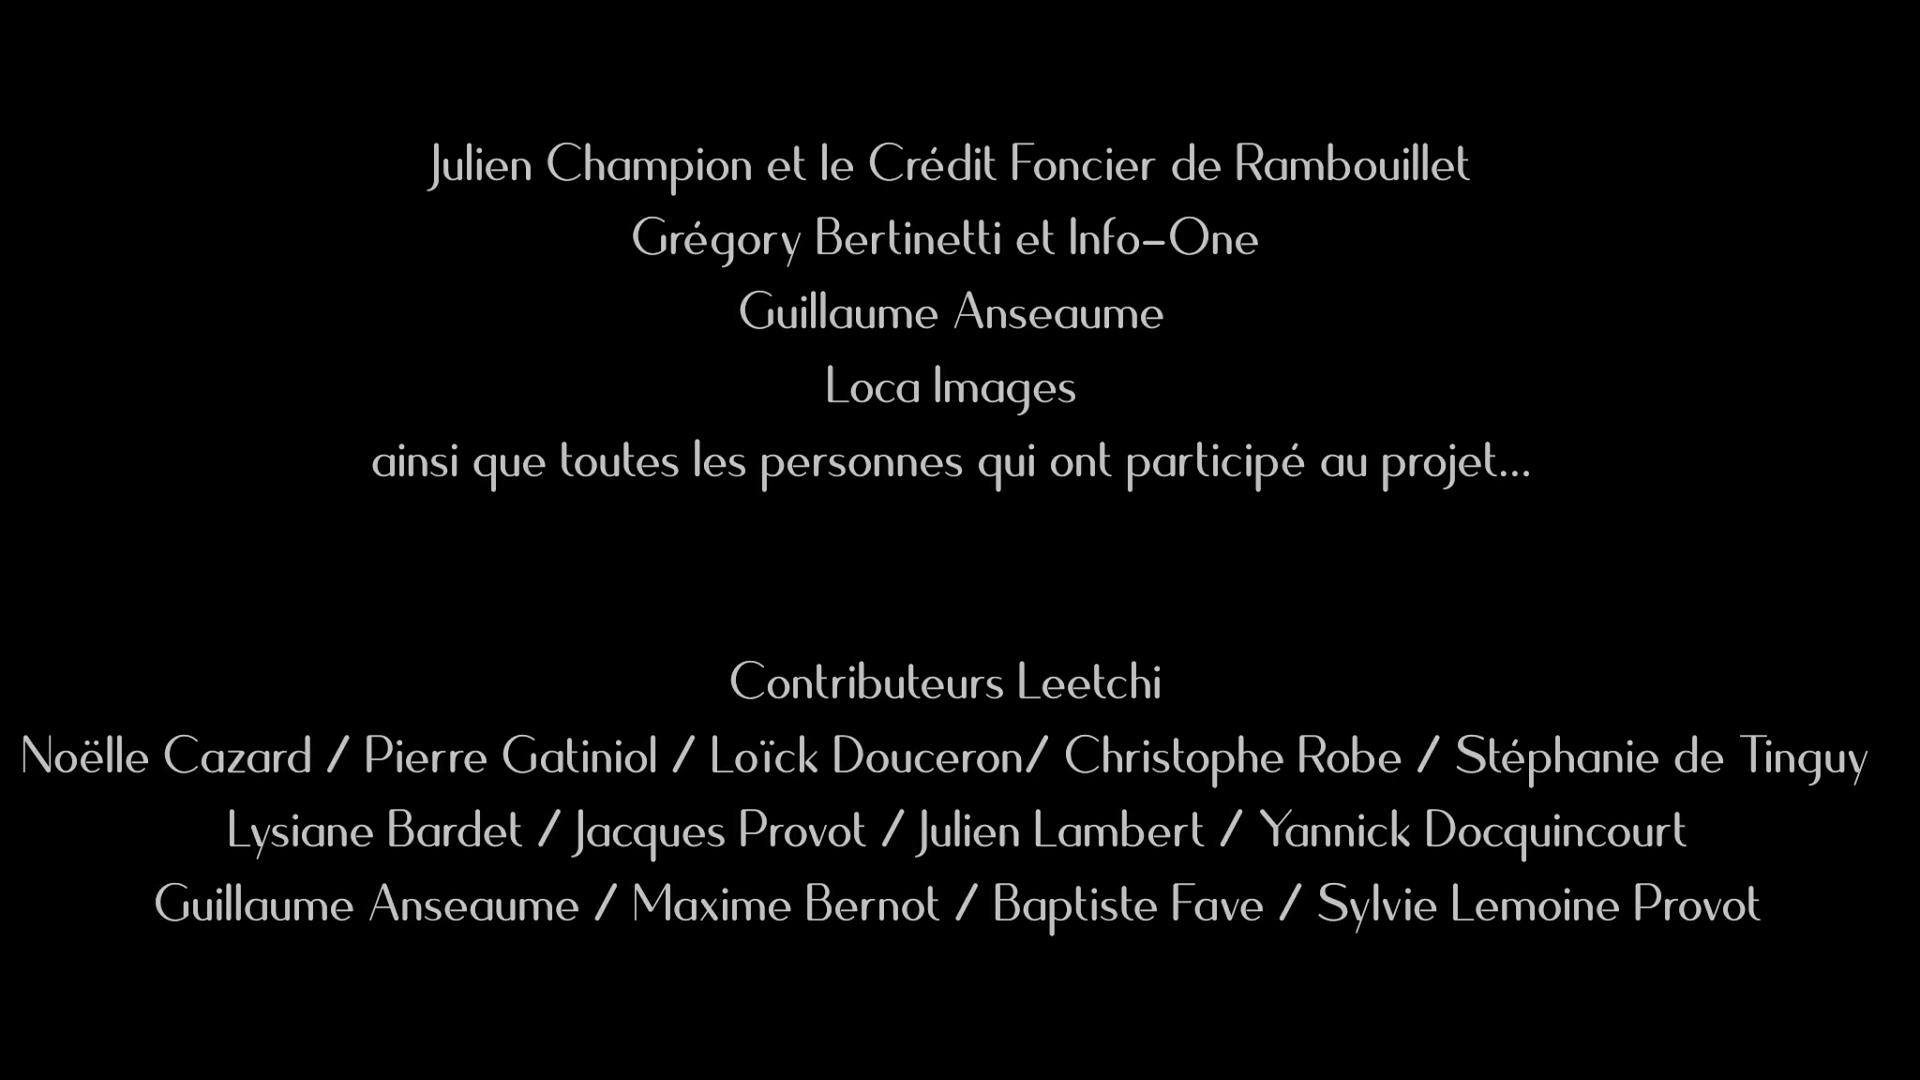 Julien Champion et le Crédit Foncier de Rambouillet
Grégory Bertinetti et Info-One
Guillaume Anseaume
Loca Images
ainsi que toutes les personnes qui ont participé au projet...
Contributeurs Leetchi
Noëlle Cazard / Pierre Gatiniol / Loïck Douceron/ Christophe Robe / Stéphanie de Tinguy
Lysiane Bardet / Jacques Provot / Julien Lambert / Yannick Docquincourt
Guillaume Anseaume / Maxime Bernot / Baptiste Fave / Sylvie Lemoine Provot